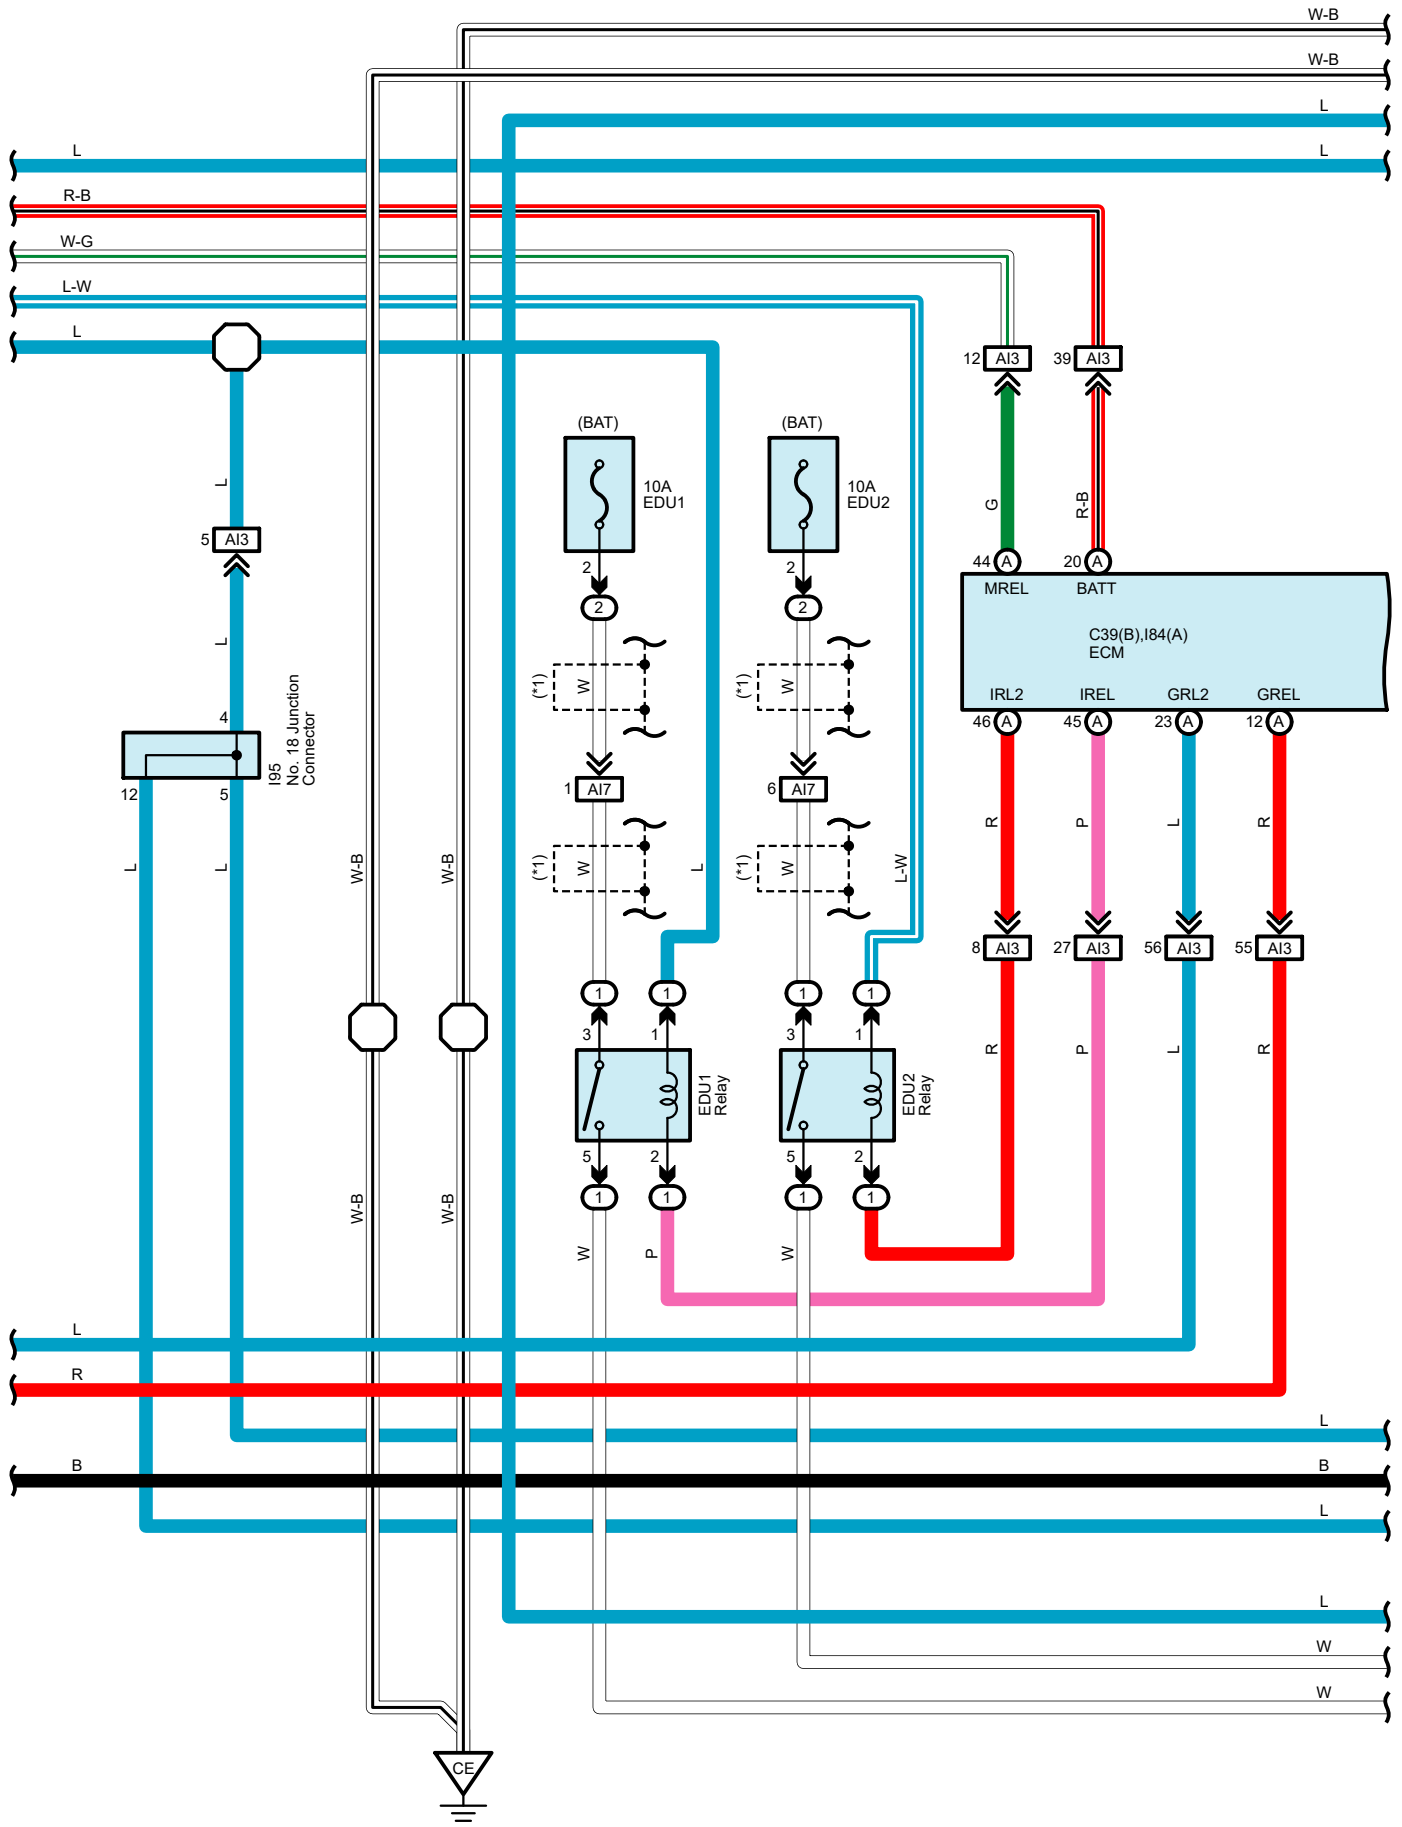 W-B
W-B
L
L
L
R-B
W-G
L-W
L
12 AI3
39 AI3
(BAT)
(BAT)
10A
EDU1
10A
EDU2
L
G
R-B
5 AI3
2
2
2
2
44 A
20 A
MREL
BATT
C39(B),I84(A)
ECM
IRL2
IREL
GRL2
GREL
46 A
45 A
23 A
12 A
L
(*1)
W
(*1)
W
4
I95
No. 18 Junction
Connector
12
5
1 AI7
6 AI7
R
P
L
R
L
L
W-B
W-B
(*1)
W
L
(*1)
W
L-W
8 AI3
27 AI3
56 AI3
55 AI3
1
1
1
1
3
1
3
1
R
P
L
R
EDU1
Relay
EDU2
Relay
5
2
5
2
1
1
1
1
W-B
W-B
W
P
W
L
R
L
B
B
L
L
W
W
CE